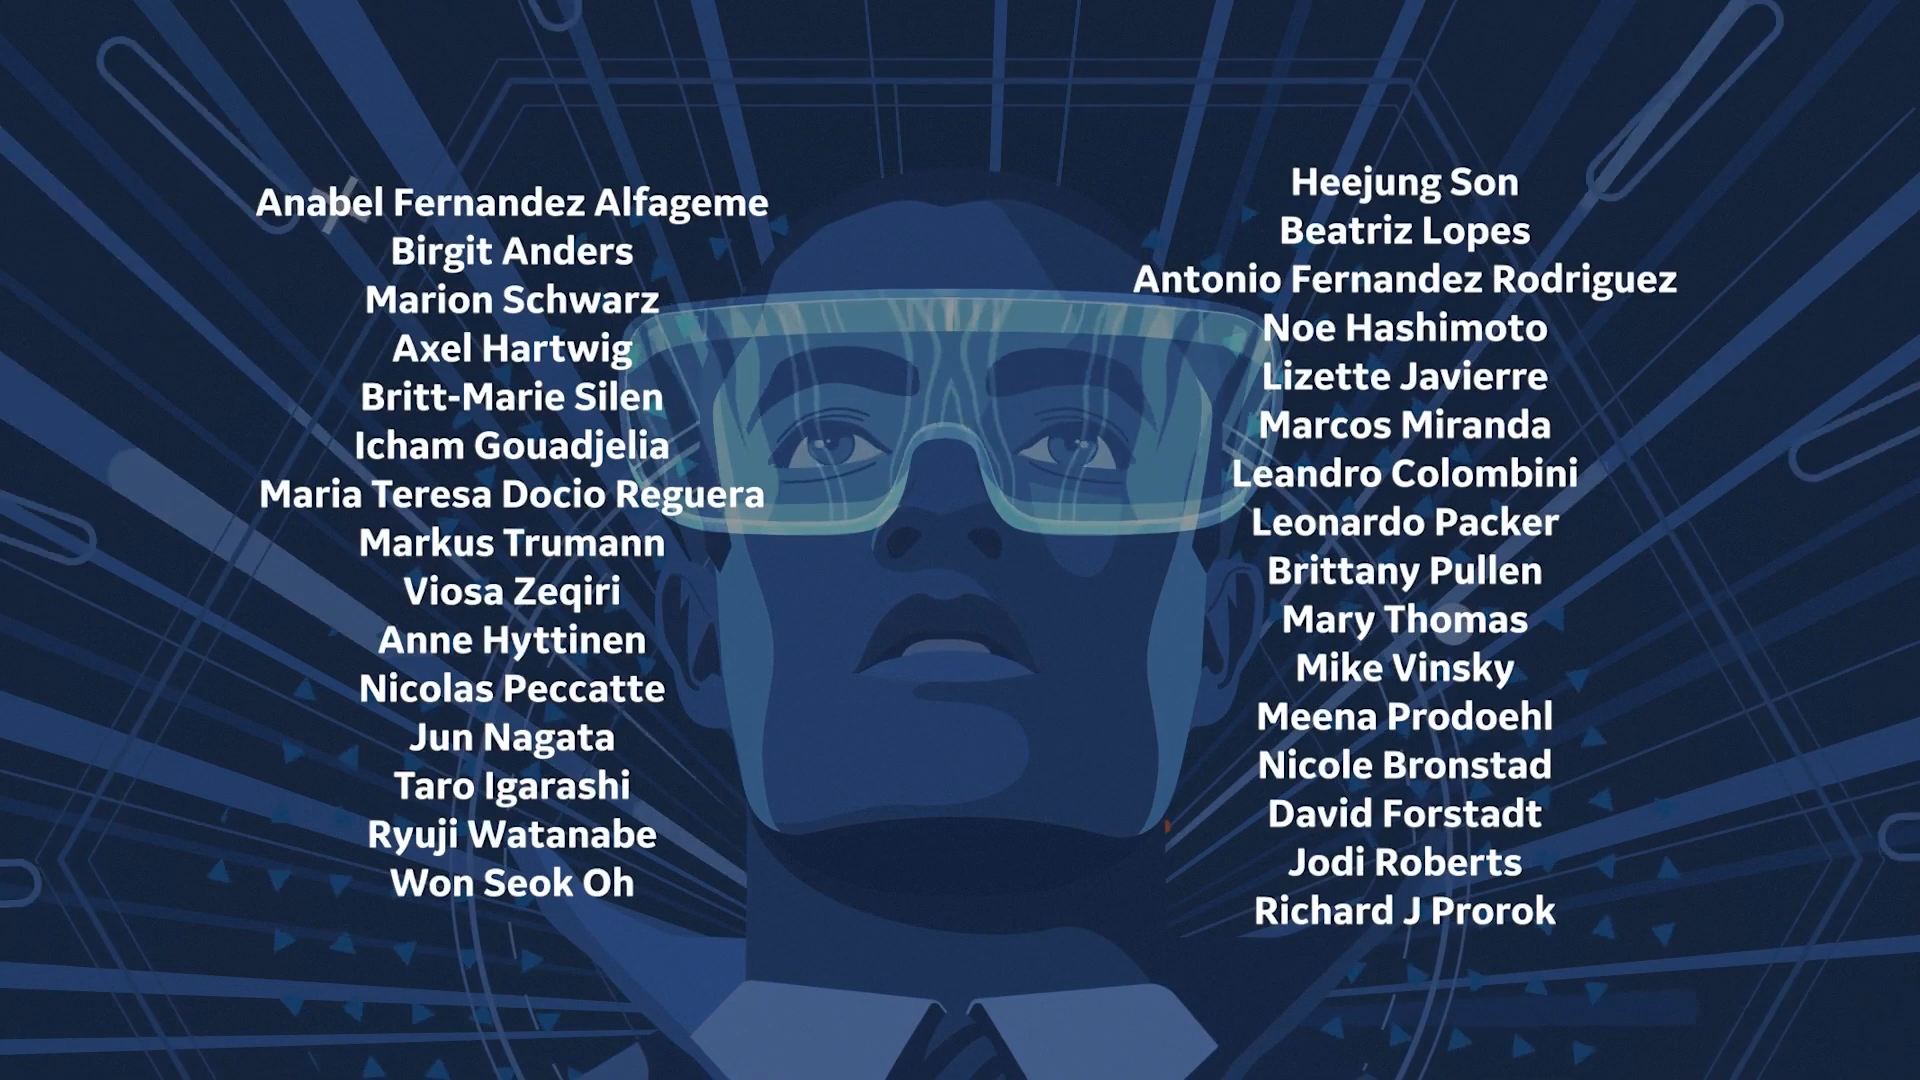 Anabel Fernandez Alfageme
Birgit Anders
Marion Schwarz
Axel Hartwig
Britt-Marie Silen
Icham Gouadjelia
Maria Teresa Docio Reguera
Markus Trumann
Viosa Zeqiri
Anne Hyttinen
Nicolas Peccatte
Jun Nagata
Taro Igarashi
Ryuji Watanabe
Won Seok Oh
Heejung Son
Beatriz Lopes
Antonio Fernandez Rodriguez
Noe Hashimoto
Lizette Javierre
Marcos Miranda
Leandro Colombini
Leonardo Packer
Brittany Pullen
Mary Thomas
Mike Vinsky
Meena Prodoehl
Nicole Bronstad
David Forstadt
Jodi Roberts
Richard J Prorok